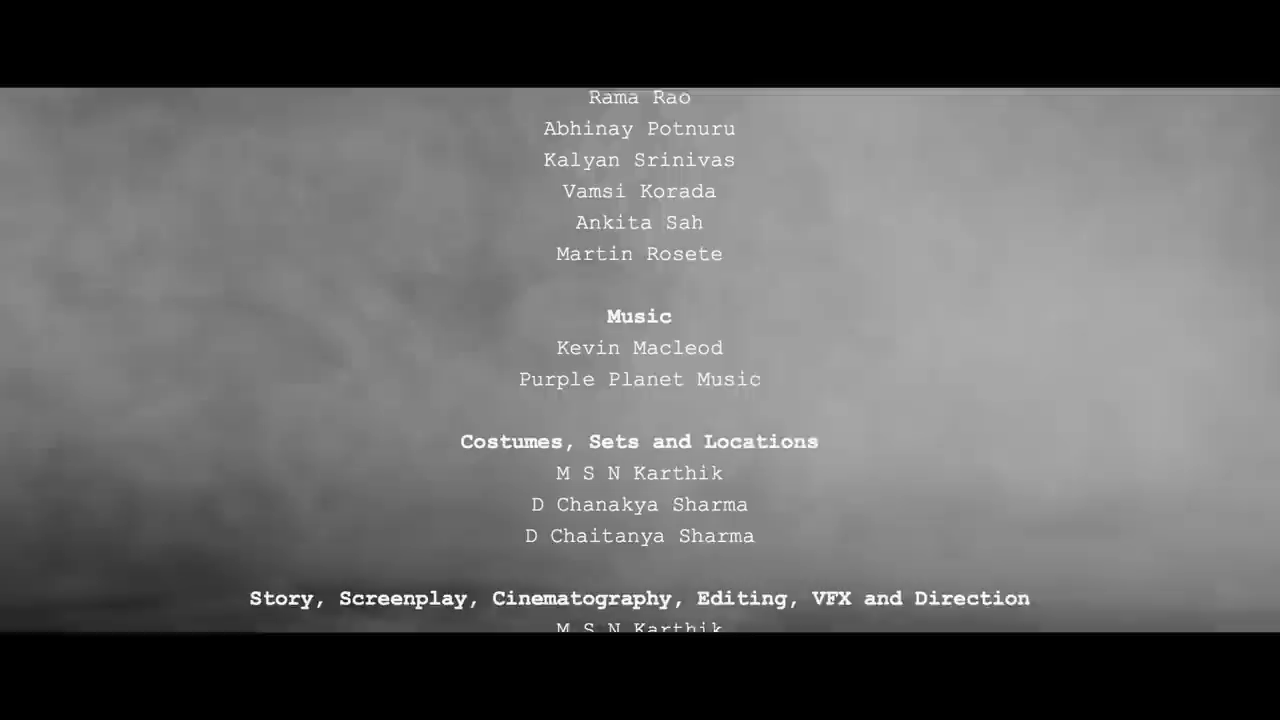 Rama Rao
Abhinay Potnuru
Kalyan Srinivas
Vamsi Korada
Ankita Sah
Martin Rosete
Music
Kevin Macleod
Purple Planet Music
Costumes, Sets and Locations
M S N Karthik
D Chanakya Sharma
D Chaitanya Sharma
Story, Screenplay, Cinematography, Editing, VFX and Direction
M S N Karthik